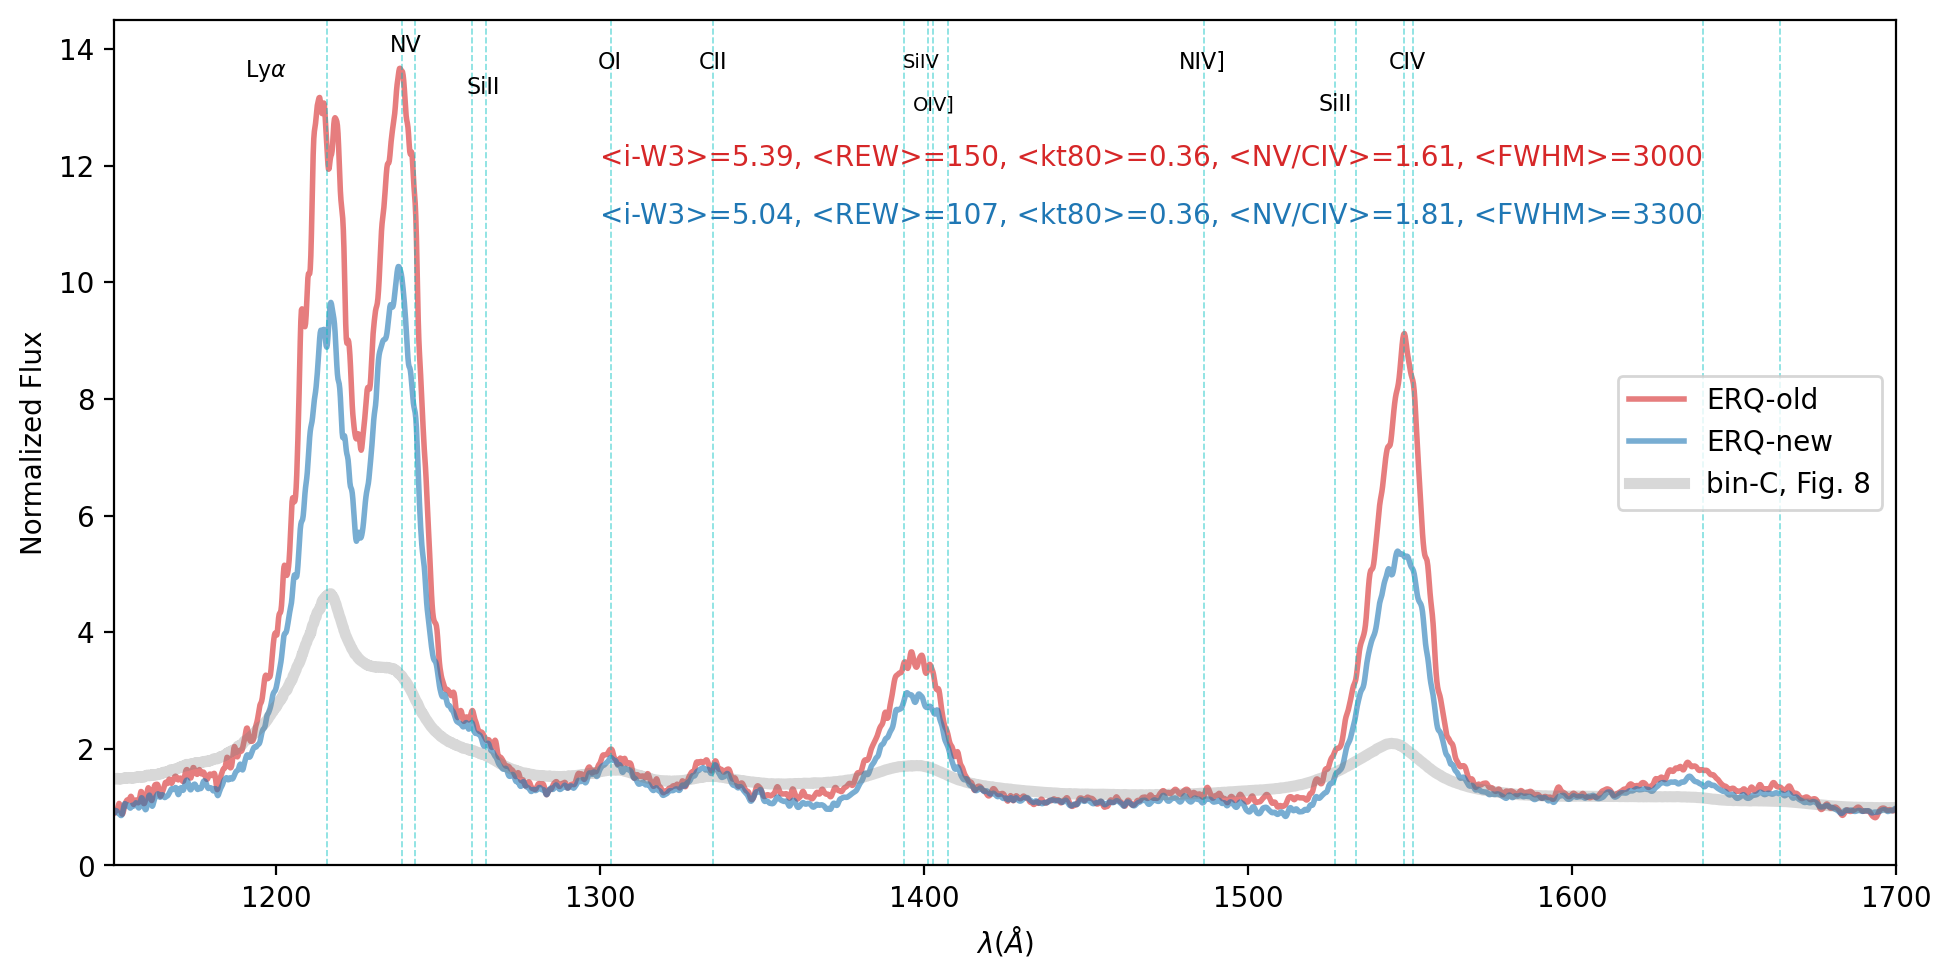 NV
Lyα
SiII
OI
CII
SiIV
OIV]
NIV]
SiII
CIV
<i-W3>=5.39, <REW>=150, <kt80>=0.36, <NV/CIV>=1.61, <FWHM>=3000
<i-W3>=5.04, <REW>=107, <kt80>=0.36, <NV/CIV>=1.81, <FWHM>=3300
ERQ-old
ERQ-new
bin-C, Fig. 8
Normalized Flux
14
12
10
8
6
4
2
0
1200 1300 1400 1500 1600 1700
λ(Å)